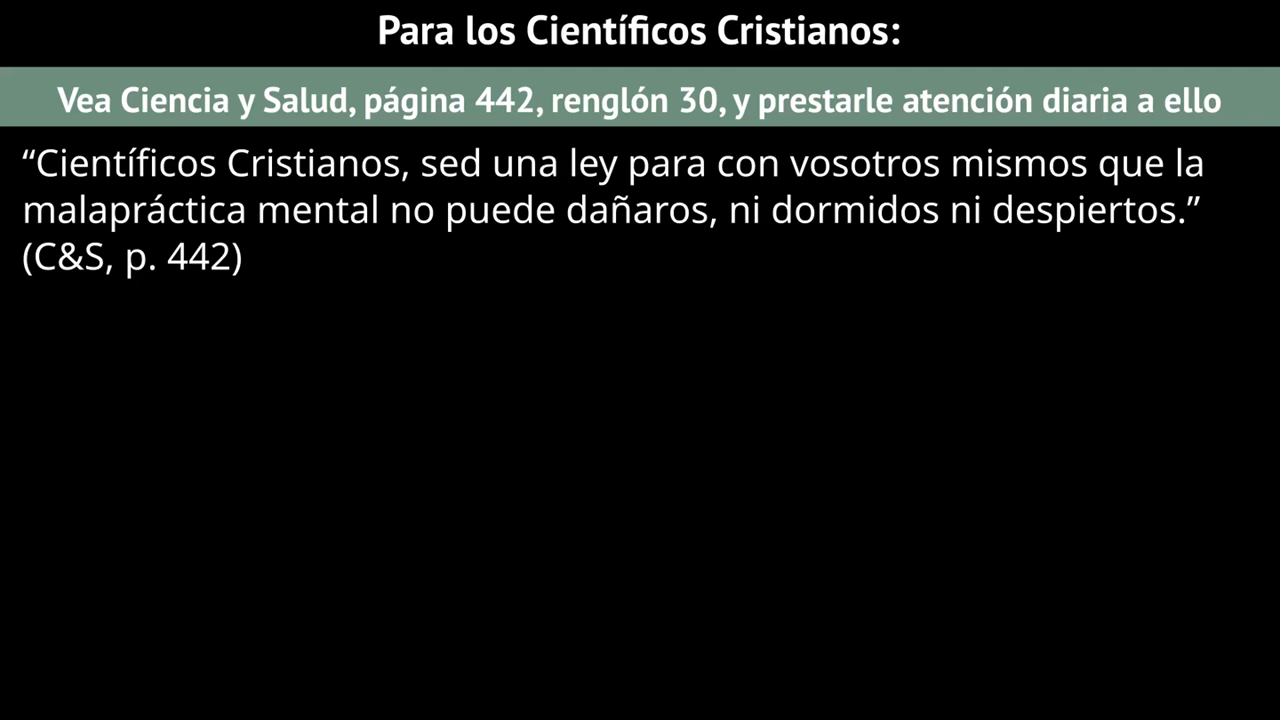 Para los Científicos Cristianos:
Vea Ciencia y Salud, página 442, renglón 30, y prestarle atención diaria a ello
“Científicos Cristianos, sed una ley para con vosotros mismos que la
malapráctica mental no puede dañaros, ni dormidos ni despiertos.”
(C&S, p. 442)